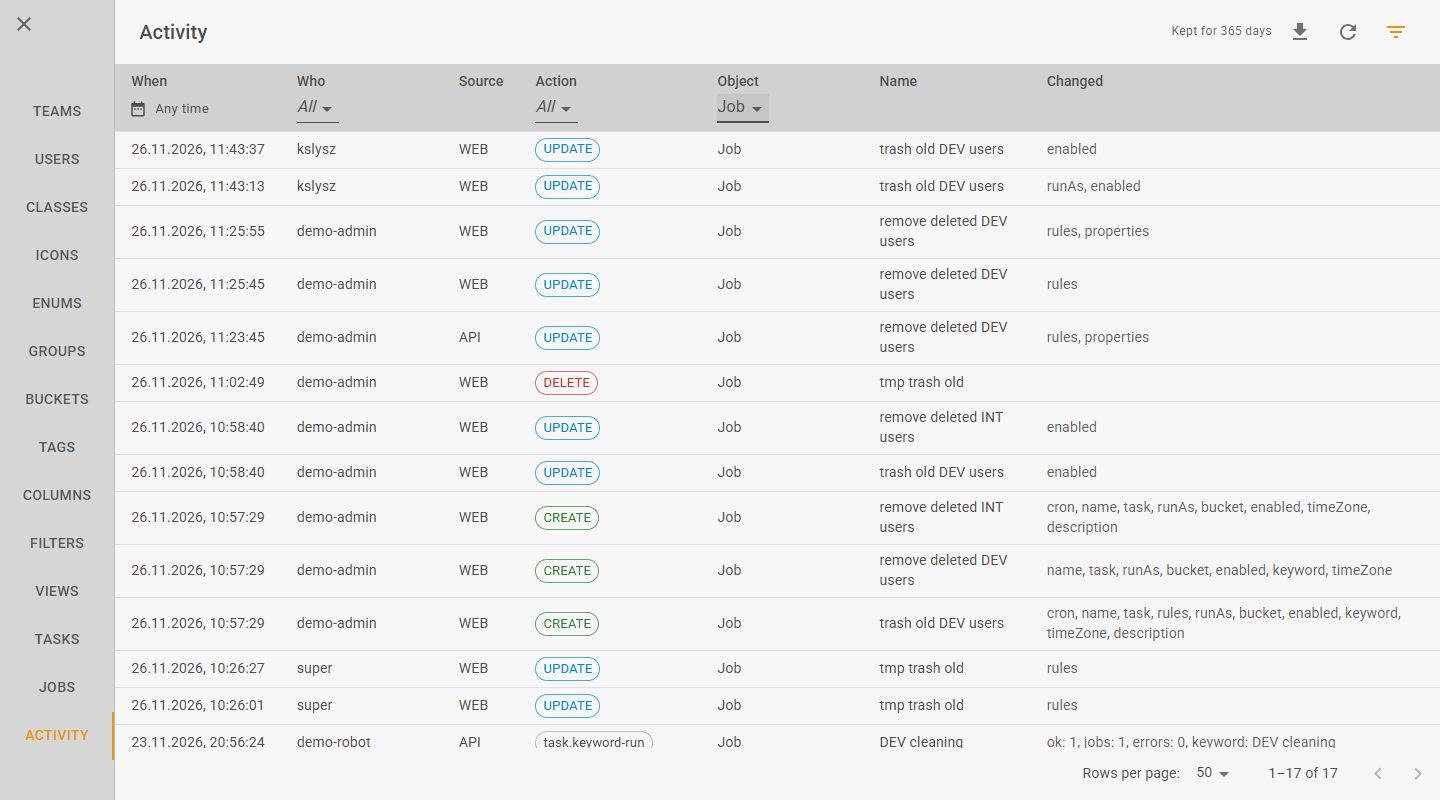 Activity
Kept for 365 days
TEAMS
USERS
CLASSES
ICONS
ENUMS
GROUPS
BUCKETS
TAGS
COLUMNS
FILTERS
VIEWS
TASKS
JOBS
ACTIVITY
When Who Source Action Object Name Changed
Any time All All Job
26.11.2026, 11:43:37 kslysz WEB UPDATE Job trash old DEV users enabled
26.11.2026, 11:43:13 kslysz WEB UPDATE Job trash old DEV users runAs, enabled
26.11.2026, 11:25:55 demo-admin WEB UPDATE Job remove deleted DEV
users rules, properties
26.11.2026, 11:25:45 demo-admin WEB UPDATE Job remove deleted DEV
users rules
26.11.2026, 11:23:45 demo-admin API UPDATE Job remove deleted DEV
users rules, properties
26.11.2026, 11:02:49 demo-admin WEB DELETE Job tmp trash old
26.11.2026, 10:58:40 demo-admin WEB UPDATE Job remove deleted INT
users enabled
26.11.2026, 10:58:40 demo-admin WEB UPDATE Job trash old DEV users enabled
26.11.2026, 10:57:29 demo-admin WEB CREATE Job remove deleted INT
users cron, name, task, runAs, bucket, enabled, timeZone,
description
26.11.2026, 10:57:29 demo-admin WEB CREATE Job remove deleted DEV
users name, task, runAs, bucket, enabled, keyword, timeZone
26.11.2026, 10:57:29 demo-admin WEB CREATE Job trash old DEV users cron, name, task, rules, runAs, bucket, enabled, keyword,
timeZone, description
26.11.2026, 10:26:27 super WEB UPDATE Job tmp trash old rules
26.11.2026, 10:26:01 super WEB UPDATE Job tmp trash old rules
23.11.2026, 20:56:24 demo-robot API task.keyword-run Job DEV cleaning ok: 1, jobs: 1, errors: 0, keyword: DEV cleaning
Rows per page: 50 1–17 of 17